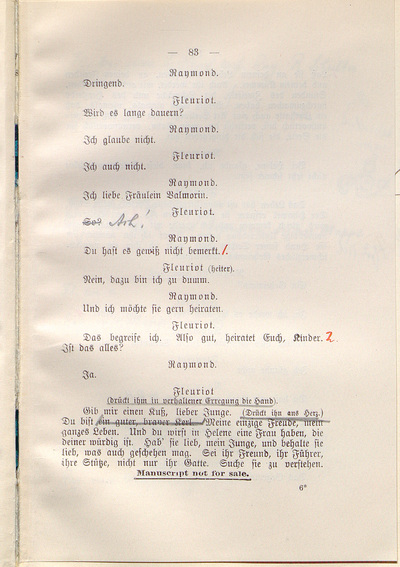 — 83 —
Raymond.
Dringend.
Fleuriot.
Wird es lange dauern?
Raymond.
Ich glaube nicht.
Fleuriot.
Ich auch nicht.
Raymond.
Ich liebe Fräulein Valmorin.
Fleuriot.
So? Ach!
Raymond.
Du hast es gewiß nicht bemerkt. 1.
Fleuriot (heiter).
Nein, dazu bin ich zu dumm.
Raymond.
Und ich möchte sie gern heiraten.
Fleuriot.
Das begreife ich. Also gut, heiratet Euch, Kinder. 2
Ist das alles?
Raymond.
Ja.
Fleuriot
(drückt ihm in verhaltener Erregung die Hand).
Gib mir einen Kuß, lieber Junge. (Drückt ihn ans Herz.)
Du bist ein guter, braver Kerl. Meine einzige Freude, mein
ganzes Leben. Und du wirst in Helene eine Frau haben, die
deiner würdig ist. Hab' sie lieb, mein Junge, und behalte sie
lieb, was auch geschehen mag. Sei ihr Freund, ihr Führer,
ihre Stütze, nicht nur ihr Gatte. Suche sie zu verstehen.
Manuscript not for sale.
6*